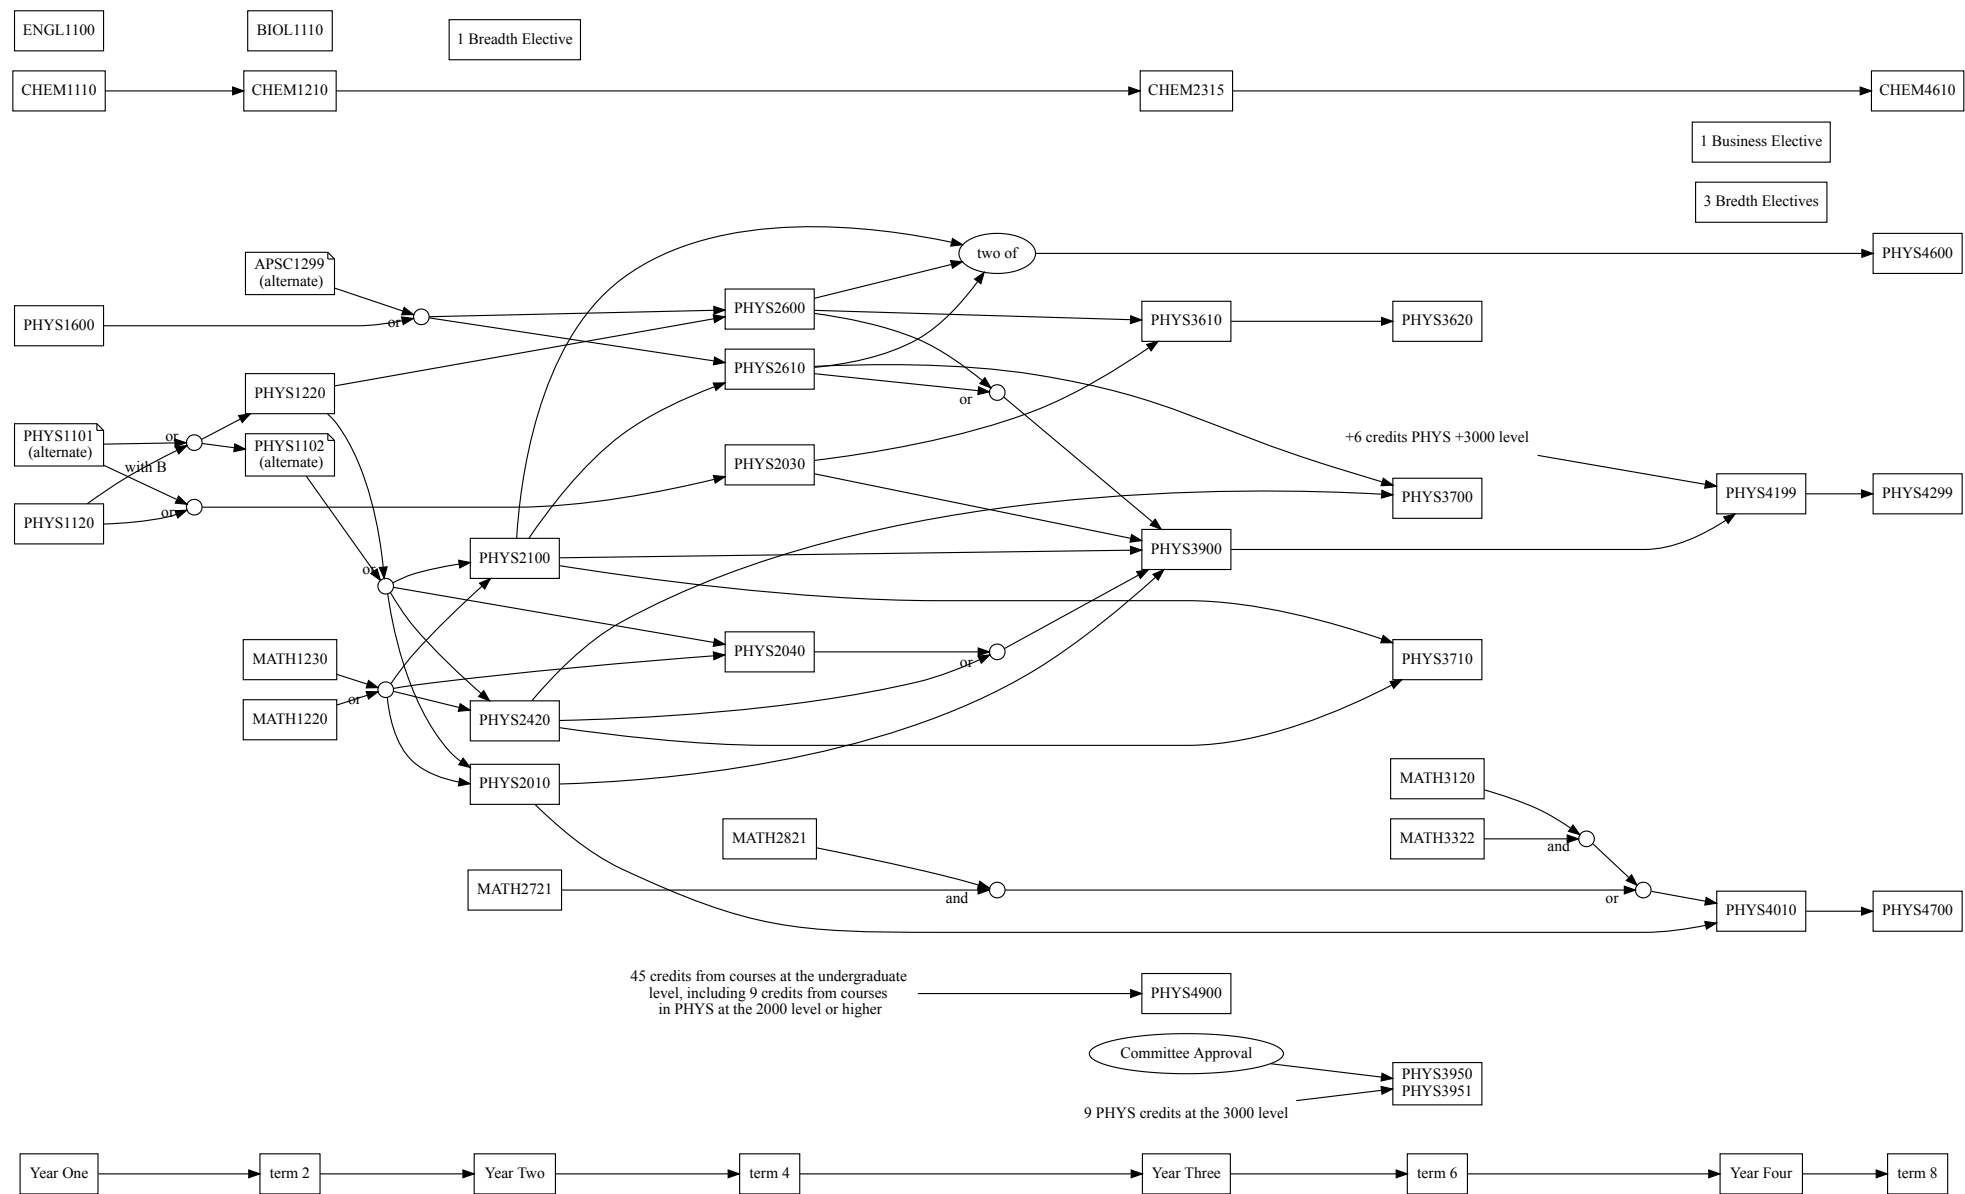 ENGL1100
BIOL1110
1 Breadth Elective
CHEM1110
CHEM1210
CHEM2315
CHEM4610
1 Business Elective
3 Bredth Electives
two of
PHYS4600
APSC1299
(alternate)
PHYS1600
or
PHYS2600
PHYS3610
PHYS3620
PHYS2610
PHYS1220
or
PHYS1101
(alternate)
or
PHYS1102
(alternate)
with B
+6 credits PHYS +3000 level
PHYS2030
PHYS3700
PHYS4199
PHYS4299
PHYS1120
or
PHYS2100
or
PHYS3900
MATH1230
PHYS2040
or
PHYS3710
or
MATH1220
PHYS2420
PHYS2010
MATH3120
MATH2821
MATH3322
and
MATH2721
and
or
PHYS4010
PHYS4700
45 credits from courses at the undergraduate
level, including 9 credits from courses
in PHYS at the 2000 level or higher
PHYS4900
Committee Approval
PHYS3950
PHYS3951
9 PHYS credits at the 3000 level
Year One
term 2
Year Two
term 4
Year Three
term 6
Year Four
term 8